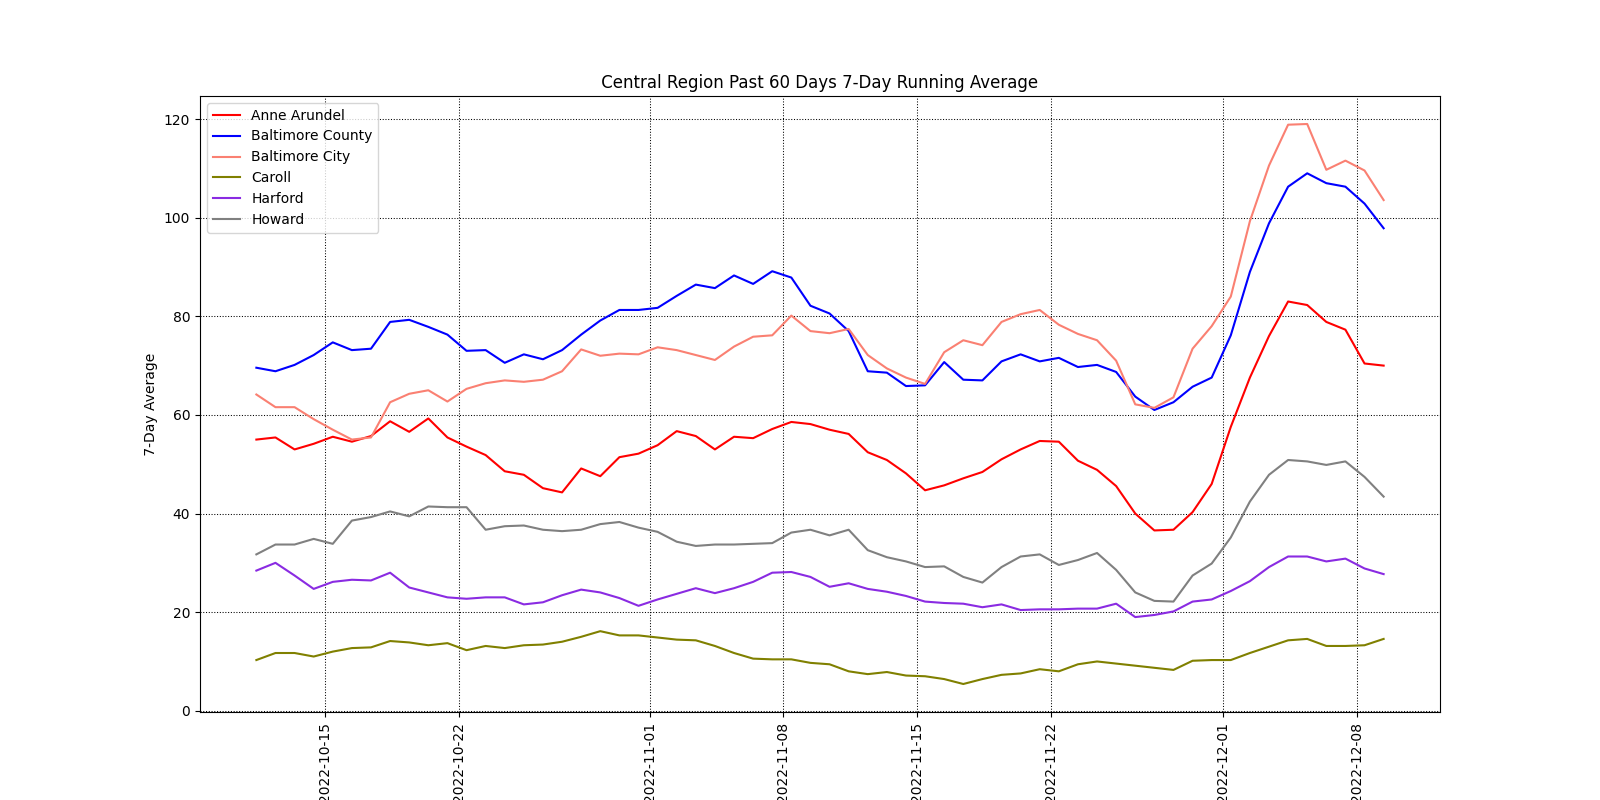 Central Region Past 60 Days 7-Day Running Average
Anne Arundel
Baltimore County
Baltimore City
Caroll
Harford
Howard
120
100
80
60
40
20
0
7-Day Average
2022-10-15
2022-10-22
2022-11-01
2022-11-08
2022-11-15
2022-11-22
2022-12-01
2022-12-08